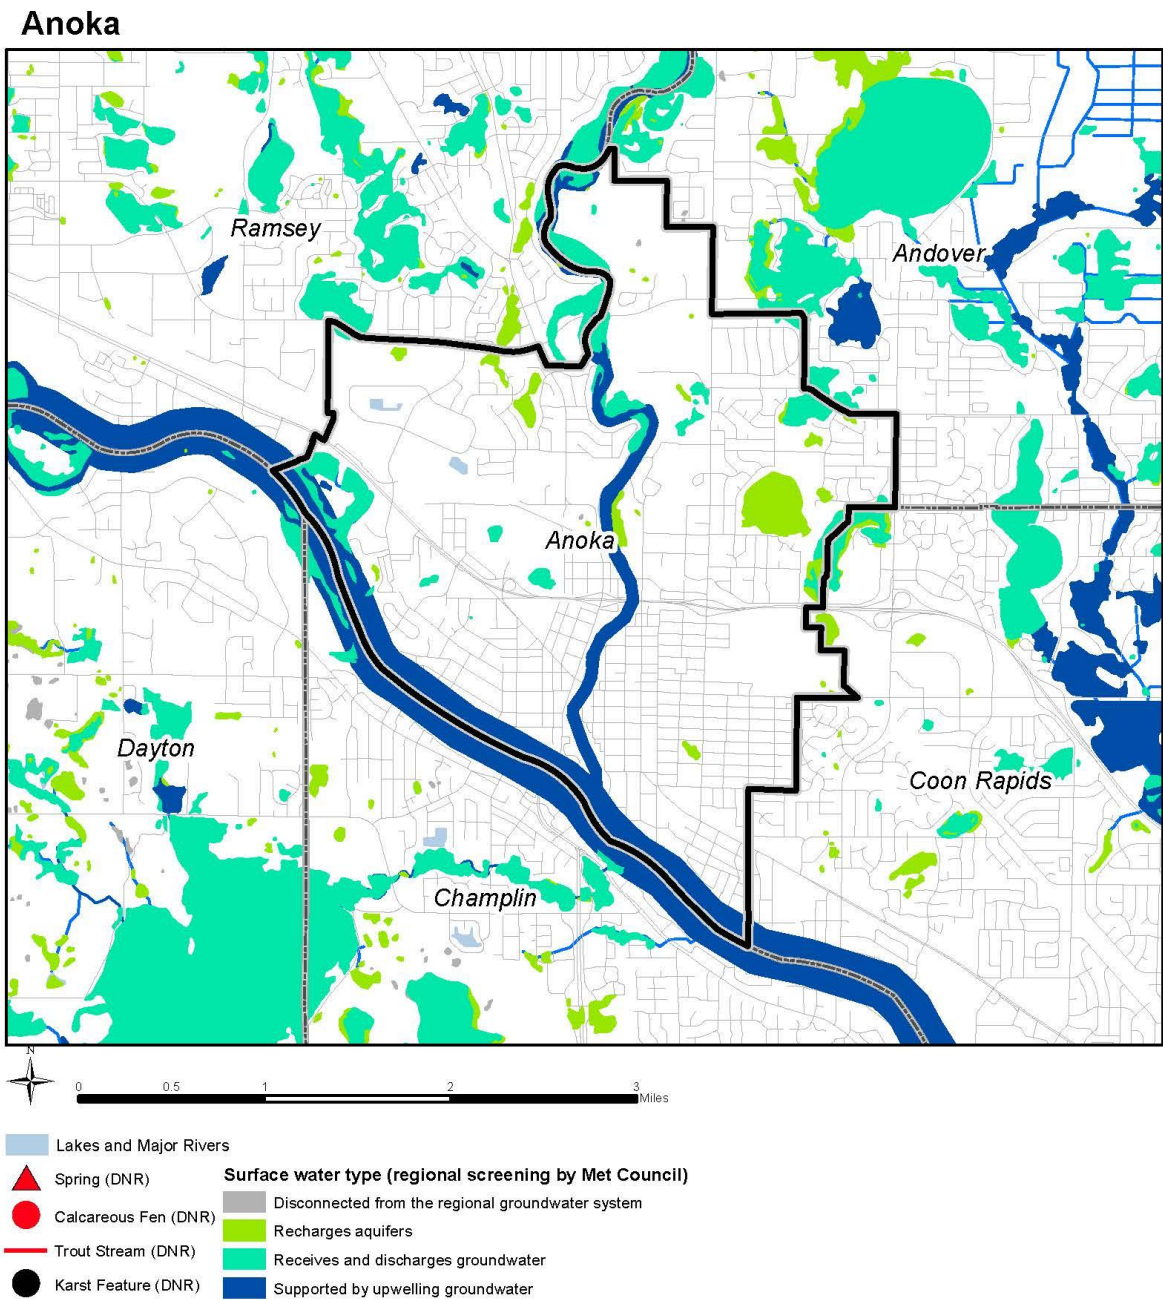 Anoka
Ramsey
Andover
Anoka
Dayton
Coon Rapids
Champlin
N
0 0.5 1 2 3
Miles
Lakes and Major Rivers
Spring (DNR)
Calcareous Fen (DNR)
Trout Stream (DNR)
Karst Feature (DNR)
Surface water type (regional screening by Met Council)
Disconnected from the regional groundwater system
Recharges aquifers
Receives and discharges groundwater
Supported by upwelling groundwater